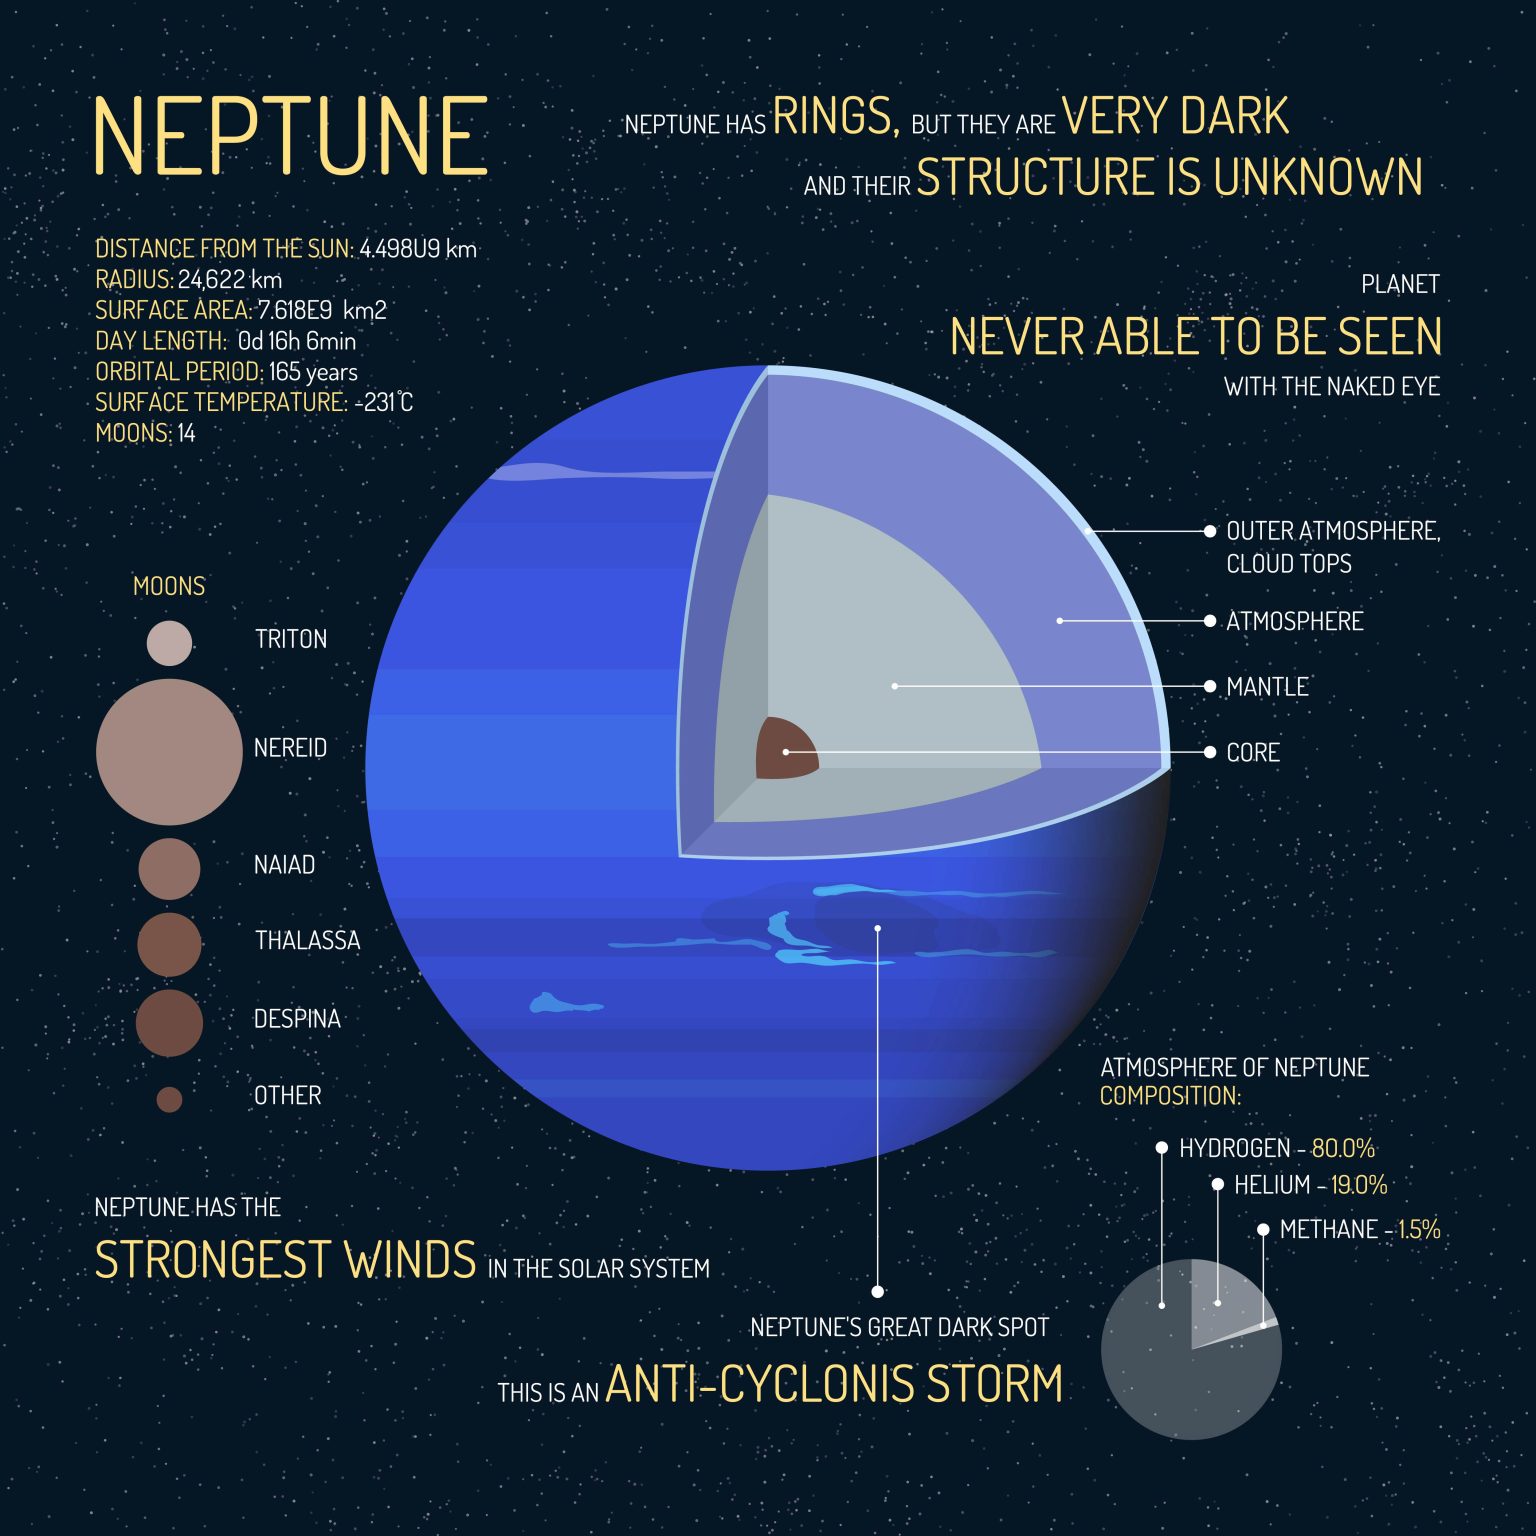 NEPTUNE
NEPTUNE HAS RINGS, BUT THEY ARE VERY DARK
AND THEIR STRUCTURE IS UNKNOWN
DISTANCE FROM THE SUN: 4.498U9 km
RADIUS: 24,622 km
SURFACE AREA: 7.618E9 km2
DAY LENGTH: 0d 16h 6min
ORBITAL PERIOD: 165 years
SURFACE TEMPERATURE: -231°C
MOONS: 14
PLANET
NEVER ABLE TO BE SEEN
WITH THE NAKED EYE
OUTER ATMOSPHERE,
CLOUD TOPS
ATMOSPHERE
MANTLE
CORE
MOONS
TRITON
NEREID
NAIAD
THALASSA
DESPINA
OTHER
ATMOSPHERE OF NEPTUNE
COMPOSITION:
HYDROGEN - 80.0%
HELIUM - 19.0%
METHANE - 1.5%
NEPTUNE HAS THE
STRONGEST WINDS IN THE SOLAR SYSTEM
NEPTUNE'S GREAT DARK SPOT
THIS IS AN ANTI-CYCLONIS STORM